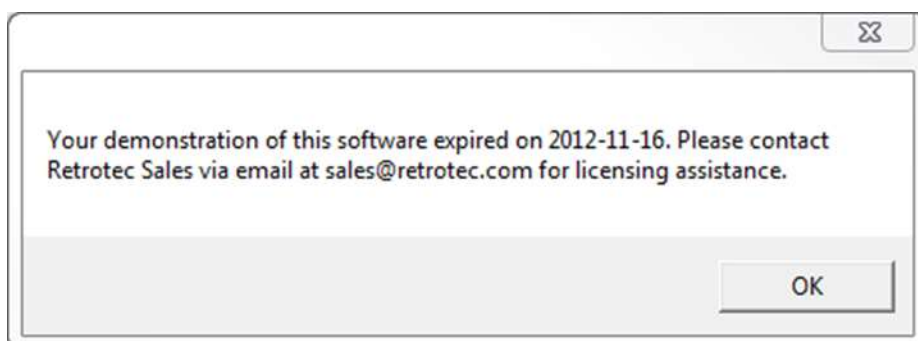 Your demonstration of this software expired on 2012-11-16. Please contact
Retrotec Sales via email at sales@retrotec.com for licensing assistance.
OK